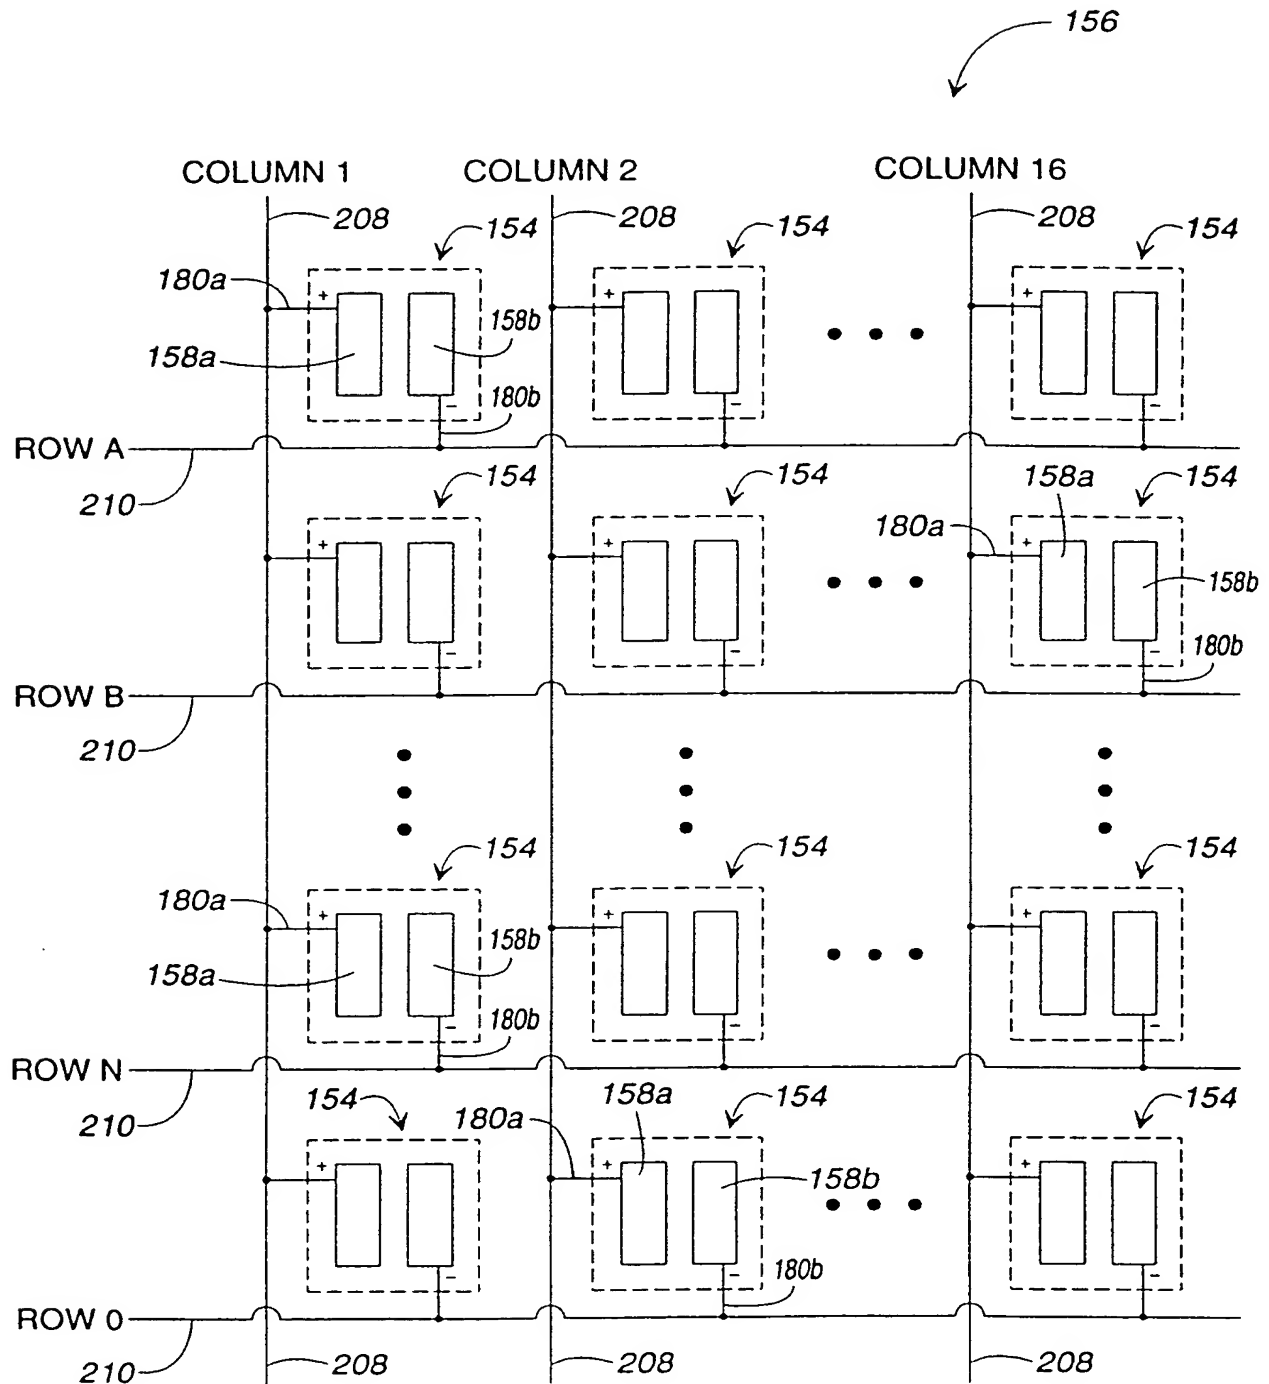 156
COLUMN 1 COLUMN 2 COLUMN 16
208 154 208 154 208 154
180a + + +
158b
158a
- 180b - -
ROW A
154 154 158a 154
210
180a
+ + +
158b
- - - 180b
ROW B
210
154 154 154
180a + + +
158b
158a
- 180b - -
ROW N
154 180a 158a 154 154
210
+ + +
158b
- - 180b -
ROW 0
210 208 208 208